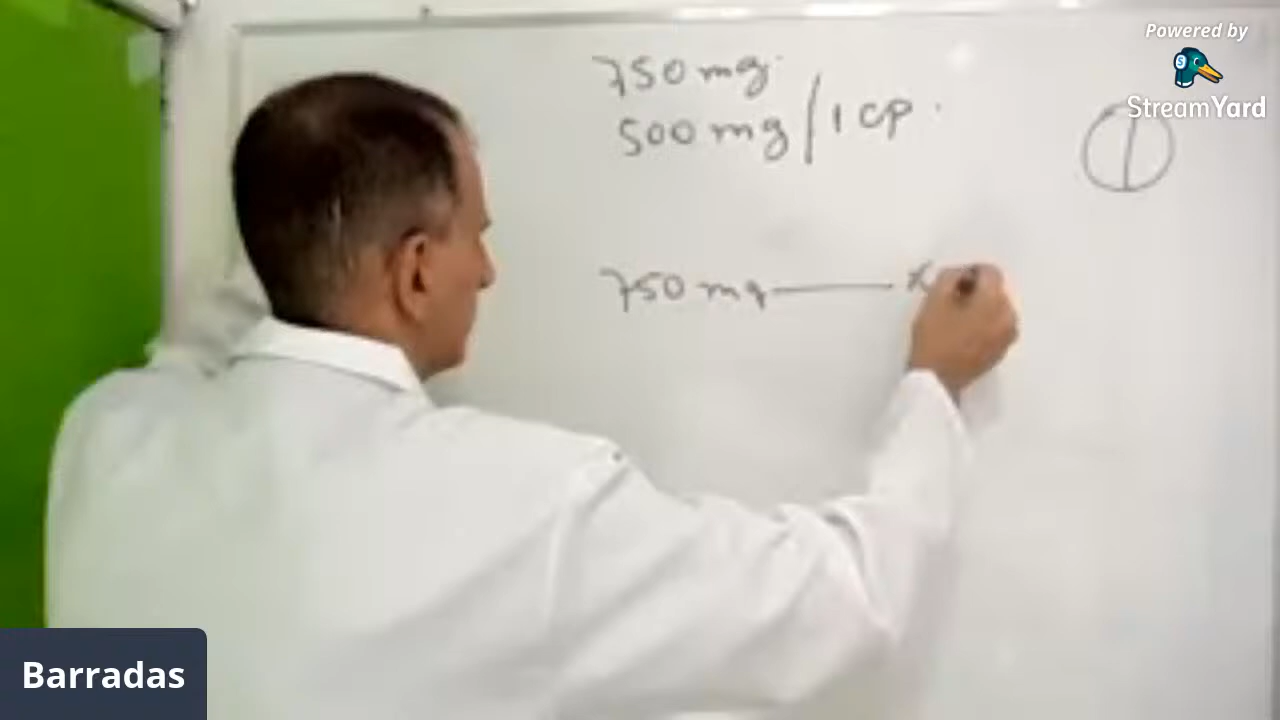 750 mg.
500 mg / 1 CP.
750 mg — x
Powered by
StreamYard
Barradas